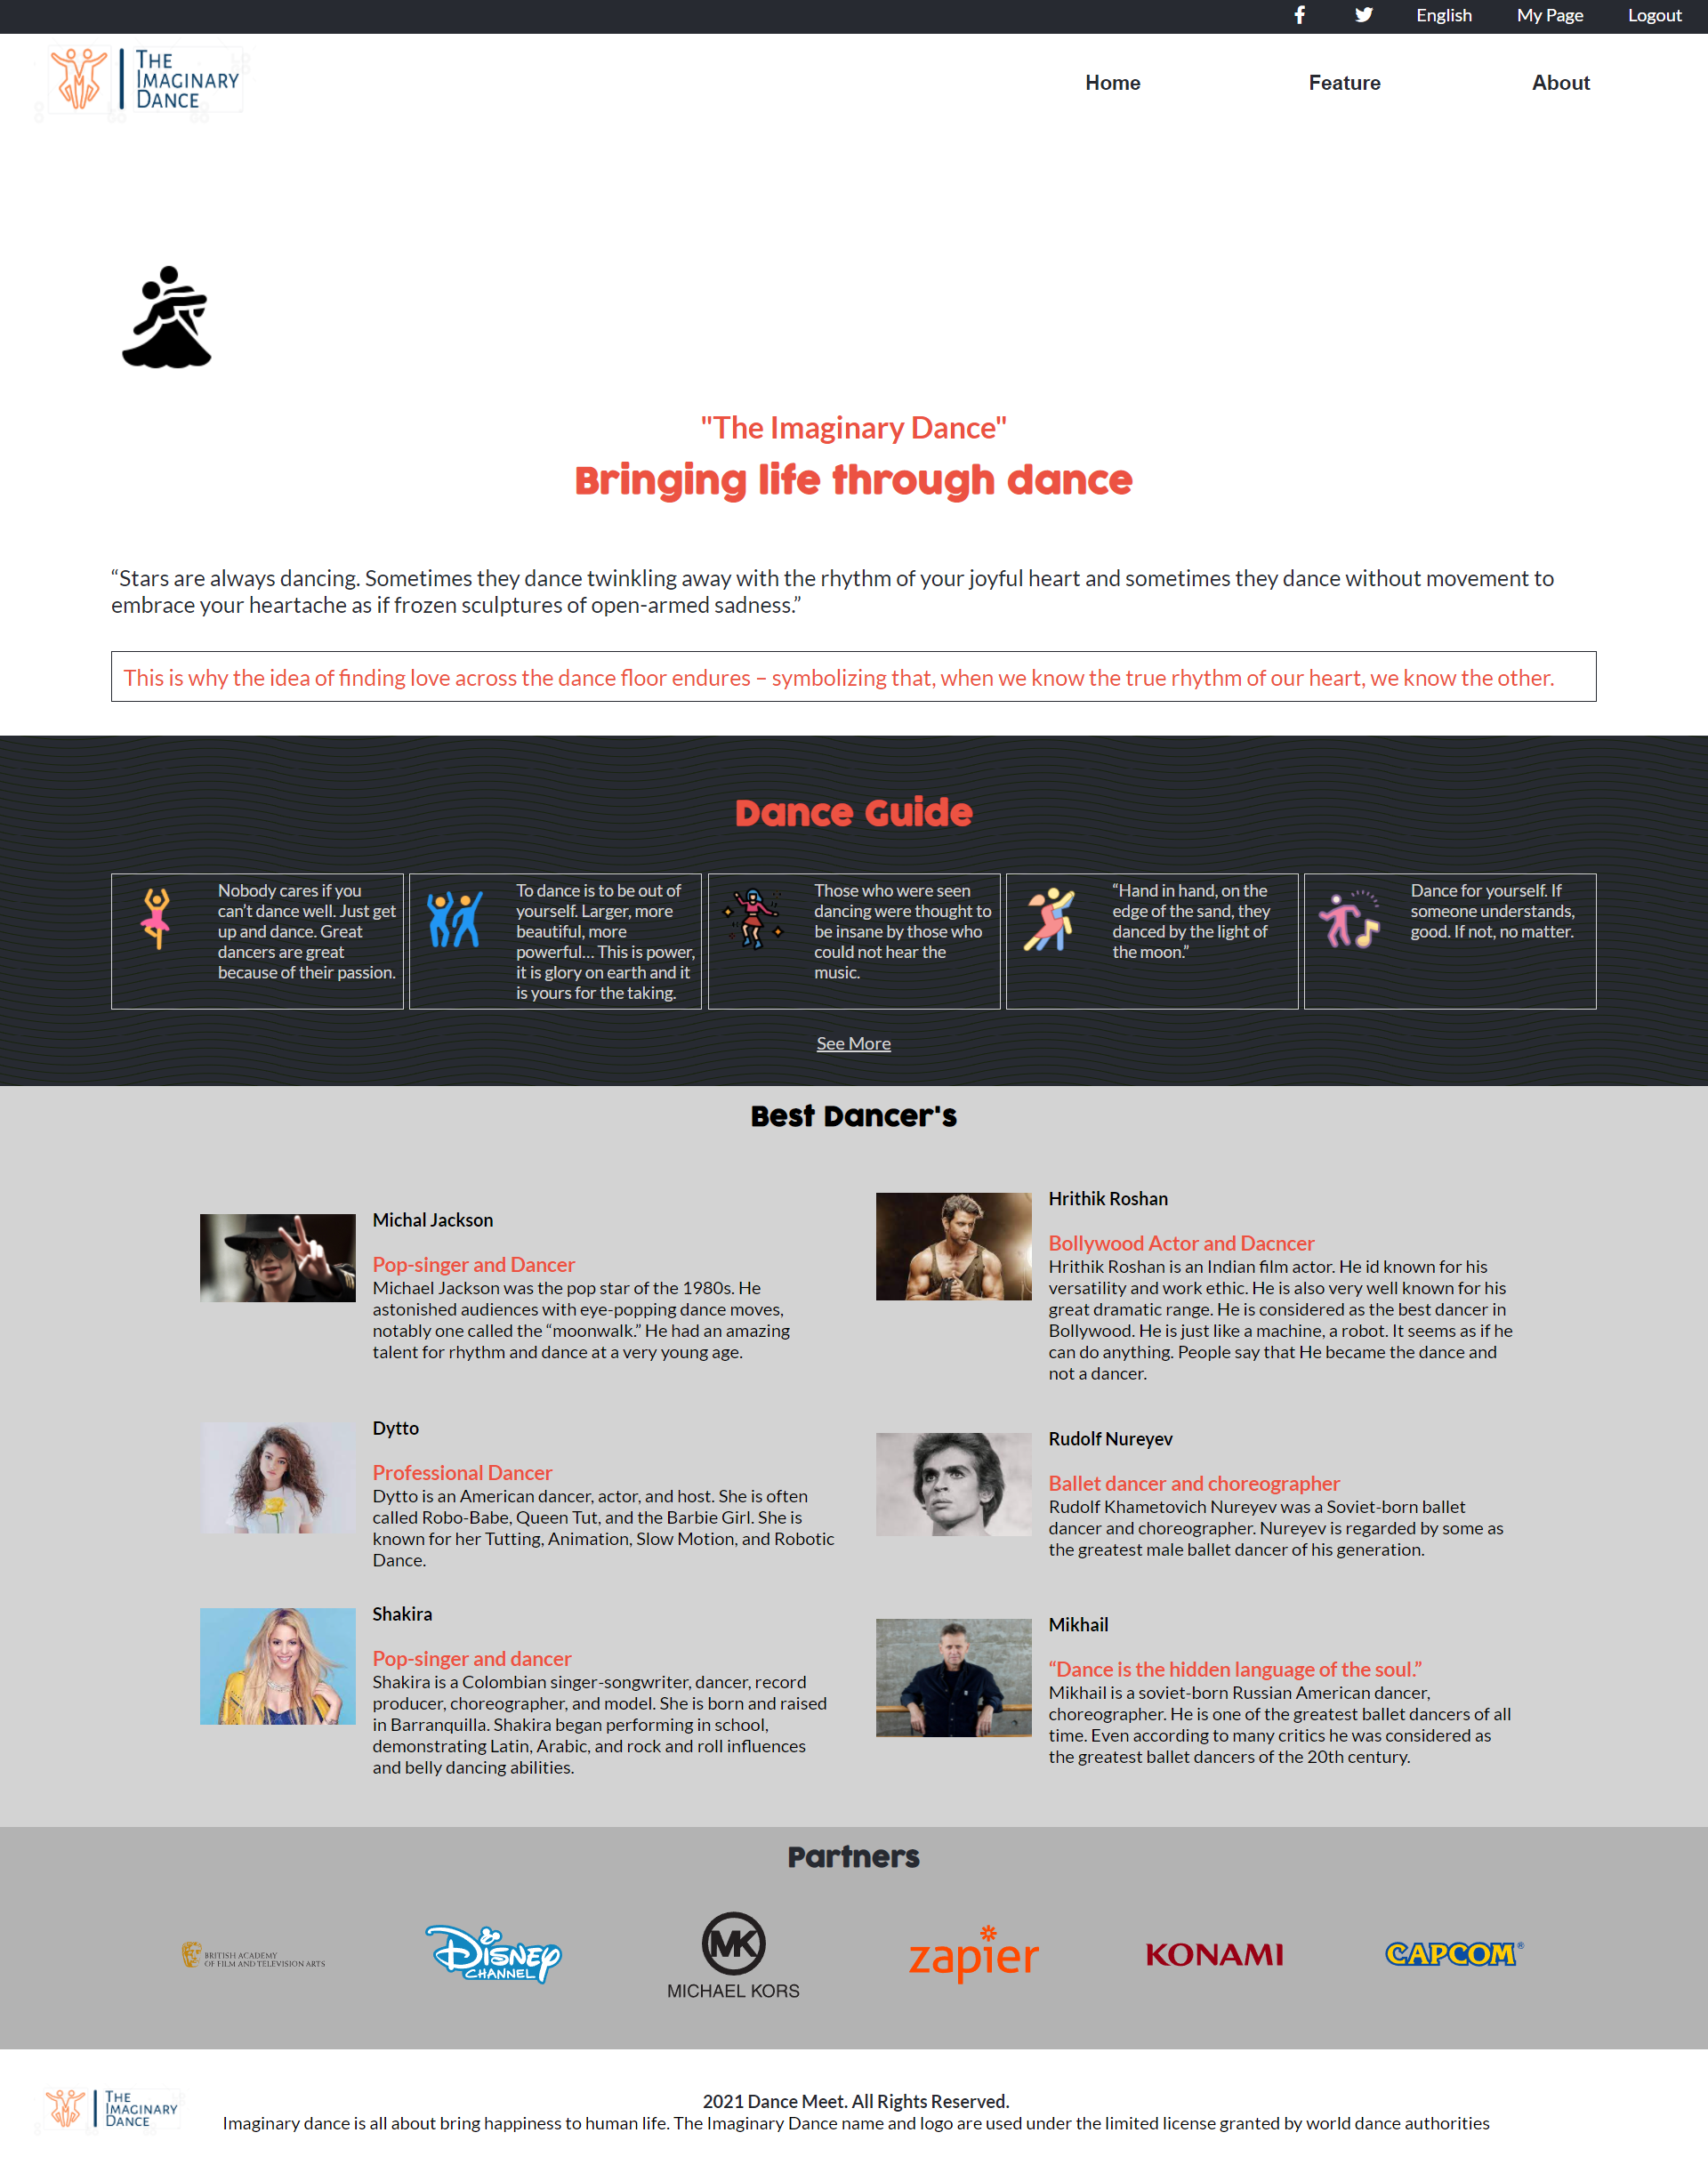 English
My Page
Logout
THE
IMAGINARY
DANCE
Home
Feature
About
"The Imaginary Dance"
Bringing life through dance
“Stars are always dancing. Sometimes they dance twinkling away with the rhythm of your joyful heart and sometimes they dance without movement to
embrace your heartache as if frozen sculptures of open-armed sadness.”
This is why the idea of finding love across the dance floor endures – symbolizing that, when we know the true rhythm of our heart, we know the other.
Dance Guide
Nobody cares if you
can’t dance well. Just get
up and dance. Great
dancers are great
because of their passion.
To dance is to be out of
yourself. Larger, more
beautiful, more
powerful… This is power,
it is glory on earth and it
is yours for the taking.
Those who were seen
dancing were thought to
be insane by those who
could not hear the
music.
“Hand in hand, on the
edge of the sand, they
danced by the light of
the moon.”
Dance for yourself. If
someone understands,
good. If not, no matter.
See More
Best Dancer's
Michal Jackson
Pop-singer and Dancer
Michael Jackson was the pop star of the 1980s. He
astonished audiences with eye-popping dance moves,
notably one called the “moonwalk.” He had an amazing
talent for rhythm and dance at a very young age.
Hrithik Roshan
Bollywood Actor and Dacncer
Hrithik Roshan is an Indian film actor. He id known for his
versatility and work ethic. He is also very well known for his
great dramatic range. He is considered as the best dancer in
Bollywood. He is just like a machine, a robot. It seems as if he
can do anything. People say that He became the dance and
not a dancer.
Dytto
Professional Dancer
Dytto is an American dancer, actor, and host. She is often
called Robo-Babe, Queen Tut, and the Barbie Girl. She is
known for her Tutting, Animation, Slow Motion, and Robotic
Dance.
Rudolf Nureyev
Ballet dancer and choreographer
Rudolf Khametovich Nureyev was a Soviet-born ballet
dancer and choreographer. Nureyev is regarded by some as
the greatest male ballet dancer of his generation.
Shakira
Pop-singer and dancer
Shakira is a Colombian singer-songwriter, dancer, record
producer, choreographer, and model. She is born and raised
in Barranquilla. Shakira began performing in school,
demonstrating Latin, Arabic, and rock and roll influences
and belly dancing abilities.
Mikhail
“Dance is the hidden language of the soul.”
Mikhail is a soviet-born Russian American dancer,
choreographer. He is one of the greatest ballet dancers of all
time. Even according to many critics he was considered as
the greatest ballet dancers of the 20th century.
Partners
BRITISH ACADEMY
OF FILM AND TELEVISION ARTS
DISNEY
CHANNEL
MK
MICHAEL KORS
zapier
KONAMI
CAPCOM®
THE
IMAGINARY
DANCE
2021 Dance Meet. All Rights Reserved.
Imaginary dance is all about bring happiness to human life. The Imaginary Dance name and logo are used under the limited license granted by world dance authorities